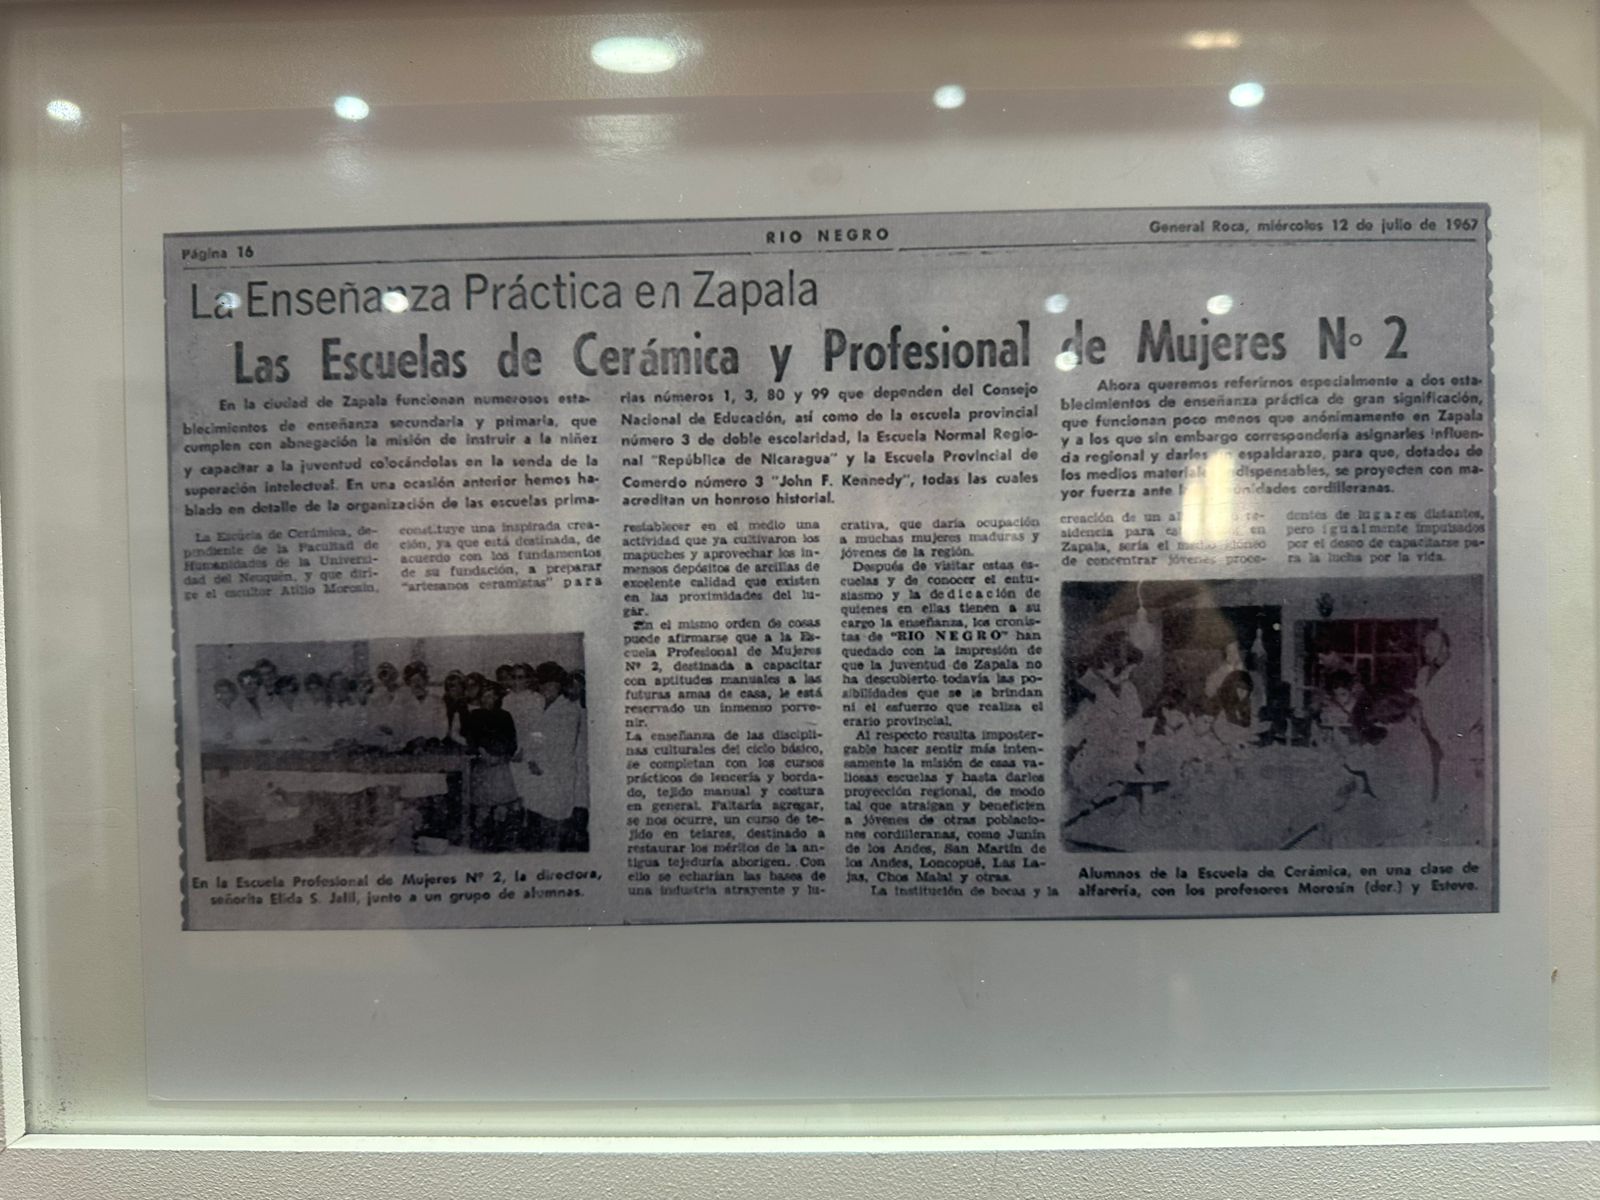 Página 16
RIO NEGRO
General Roca, miércoles 12 de julio de 1967
La Enseñanza Práctica en Zapala
Las Escuelas de Cerámica y Profesional de Mujeres Nº 2
En la ciudad de Zapala funcionan numerosos esta-
blecimientos de enseñanza secundaria y primaria, que
cumplen con abnegación la misión de instruir a la niñez
y capacitar a la juventud colocándolas en la senda de la
superación intelectual. En una ocasión anterior hemos ha-
blado en detalle de la organización de las escuelas prima-
rias números 1, 3, 80 y 99 que dependen del Consejo
Nacional de Educación, así como de la escuela provincial
número 3 de doble escolaridad, la Escuela Normal Regio-
nal "República de Nicaragua" y la Escuela Provincial de
Comerdo número 3 "John F. Kennedy", todas las cuales
acreditan un honroso historial.
Ahora queremos referirnos especialmente a dos esta-
blecimientos de enseñanza práctica de gran significación,
que funcionan poco menos que anónimamente en Zapala
y a los que sin embargo correspondería asignarles influen-
cia regional y darles un espaldarazo, para que, dotados de
los medios materiales indispensables, se proyecten con ma-
yor fuerza ante cordilleranas.
La Escuela de Cerámica, de-
pendiente de la Facultad de
Humanidades de la Universi-
dad del Neuquén, y que diri-
ge el escultor Atilio Morosín,
constituye una inspirada crea-
ción, ya que está destinada, de
acuerdo con los fundamentos
de su fundación, a preparar
"artesanos ceramistas" para
restablecer en el medio una
actividad que ya cultivaron los
mapuches y aprovechar los in-
mensos depósitos de arcillas de
excelente calidad que existen
en las proximidades del lu-
gar.
En el mismo orden de cosas
puede afirmarse que a la Es-
cuela Profesional de Mujeres
Nº 2, destinada a capacitar
con aptitudes manuales a las
futuras amas de casa, le está
reservado un inmenso porve-
nir.
La enseñanza de las discipli-
nas culturales del ciclo básico,
se completan con los cursos
prácticos de lencería y borda-
do, tejido manual y costura
en general. Faltaría agregar,
se nos ocurre, un curso de te-
jido en telares, destinado a
restaurar los méritos de la an-
tigua tejeduría aborigen. Con
ello se echarían las bases de
una industria atrayente y lu-
crativa, que daría ocupación
a muchas mujeres maduras y
jóvenes de la región.
Después de visitar estas es-
cuelas y de conocer el entu-
siasmo y la dedicación de
quienes en ellas tienen a su
cargo la enseñanza, los cronis-
tas de "RIO NEGRO" han
quedado con la impresión de
que la juventud de Zapala no
ha descubierto todavía las po-
sibilidades que se le brindan
ni el esfuerzo que realiza el
erario provincial.
Al respecto resulta imposter-
gable hacer sentir más inten-
samente la misión de esas va-
liosas escuelas y hasta darles
proyección regional, de modo
tal que atraigan y beneficien
a jóvenes de otras poblacio-
nes cordilleranas, como Junín
de los Andes, San Martín de
los Andes, Loncopué, Las La-
jas, Chos Malal y otras.
La institución de becas y la
creación de un re-
sidencia para en
Zapala, sería el medio idóneo
de concentrar jóvenes proce-
dentes de lugares distantes,
pero igualmente impulsados
por el deseo de capacitarse pa-
ra la lucha por la vida.
En la Escuela Profesional de Mujeres Nº 2, la directora,
señorita Elida S. Jalil, junto a un grupo de alumnas.
Alumnos de la Escuela de Cerámica, en una clase de
alfarería, con los profesores Morosín (der.) y Esteve.